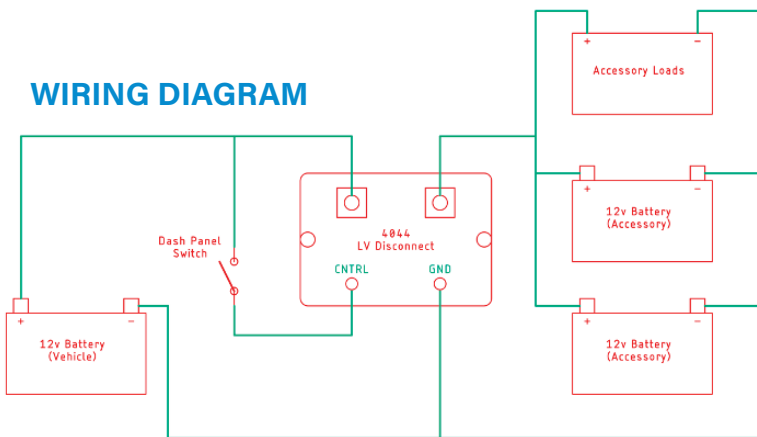 WIRING DIAGRAM
+
-
Accessory Loads
4044
LV Disconnect
CNTRL
GND
Dash Panel
Switch
+
-
12v Battery
(Vehicle)
+
-
12v Battery
(Accessory)
+
-
12v Battery
(Accessory)